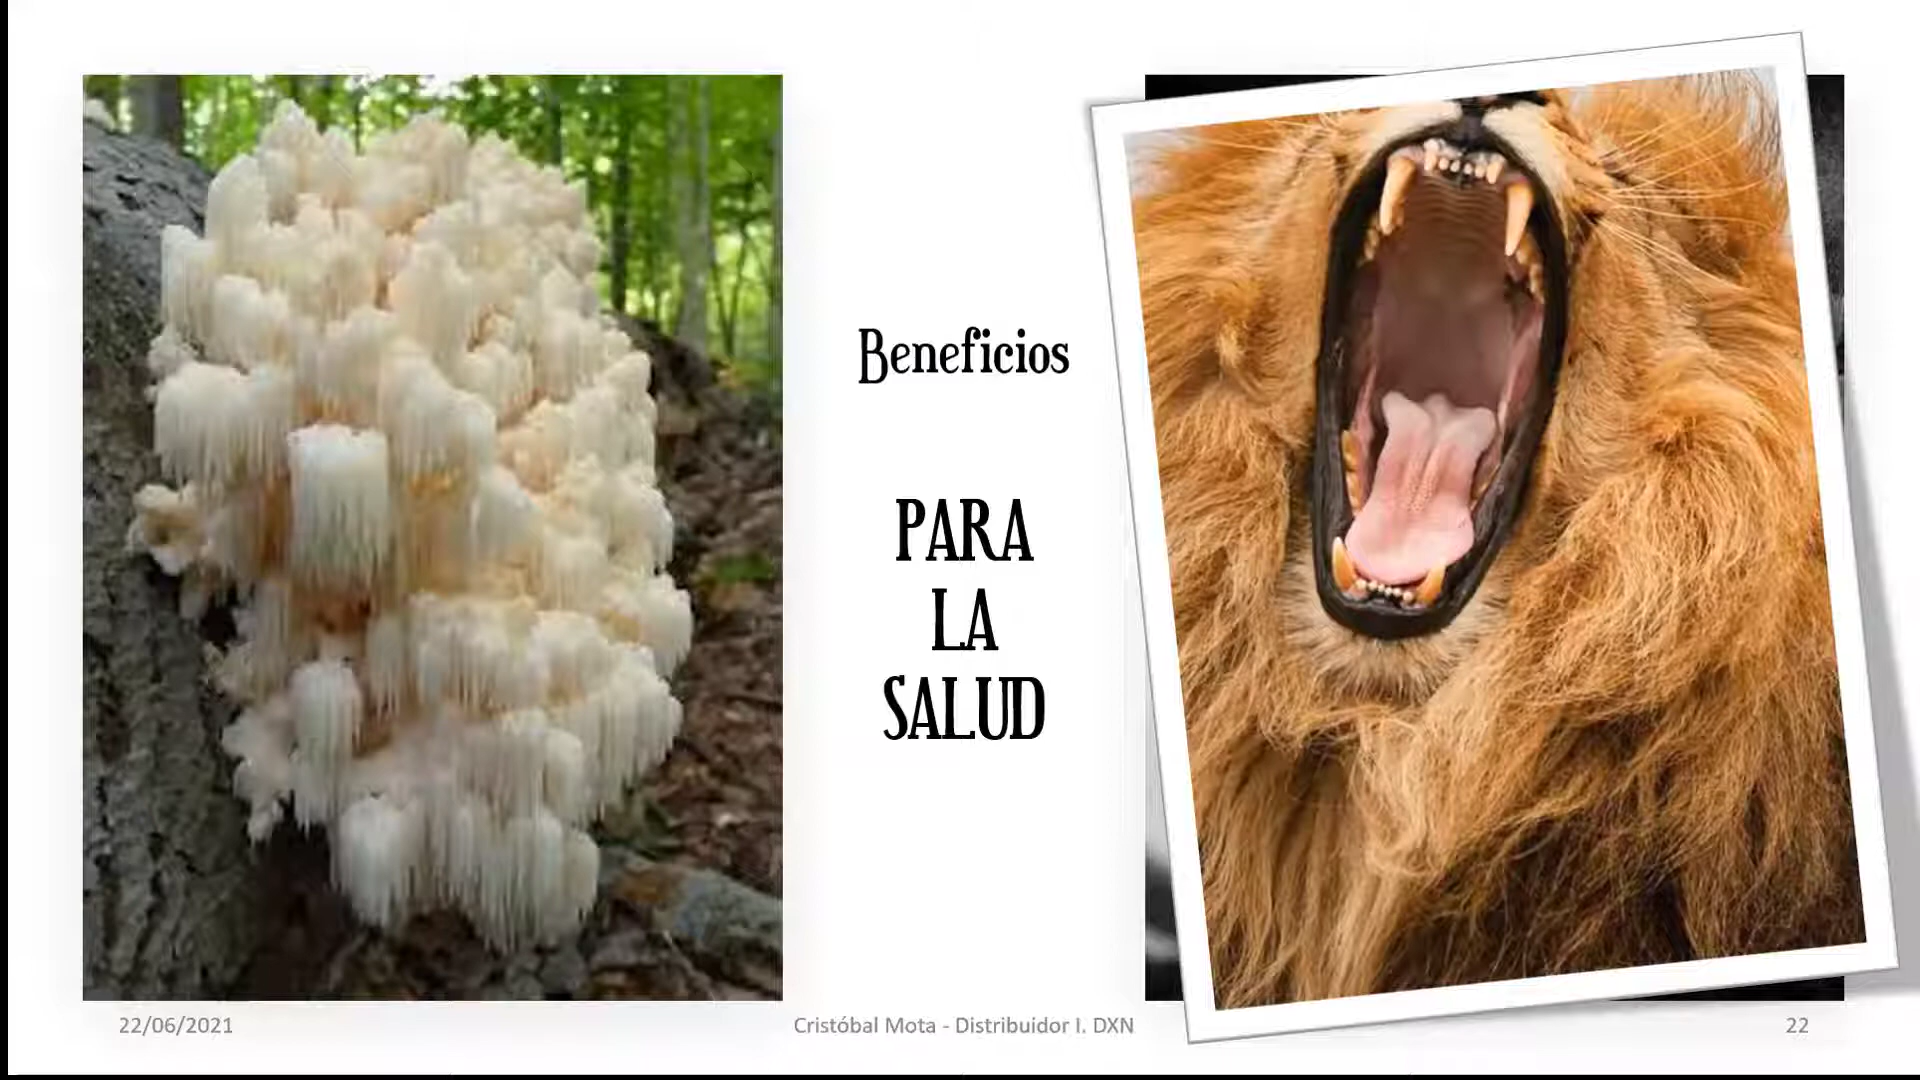 Beneficios
PARA
LA
SALUD
22/06/2021
Cristóbal Mota - Distribuidor I. DXN
22